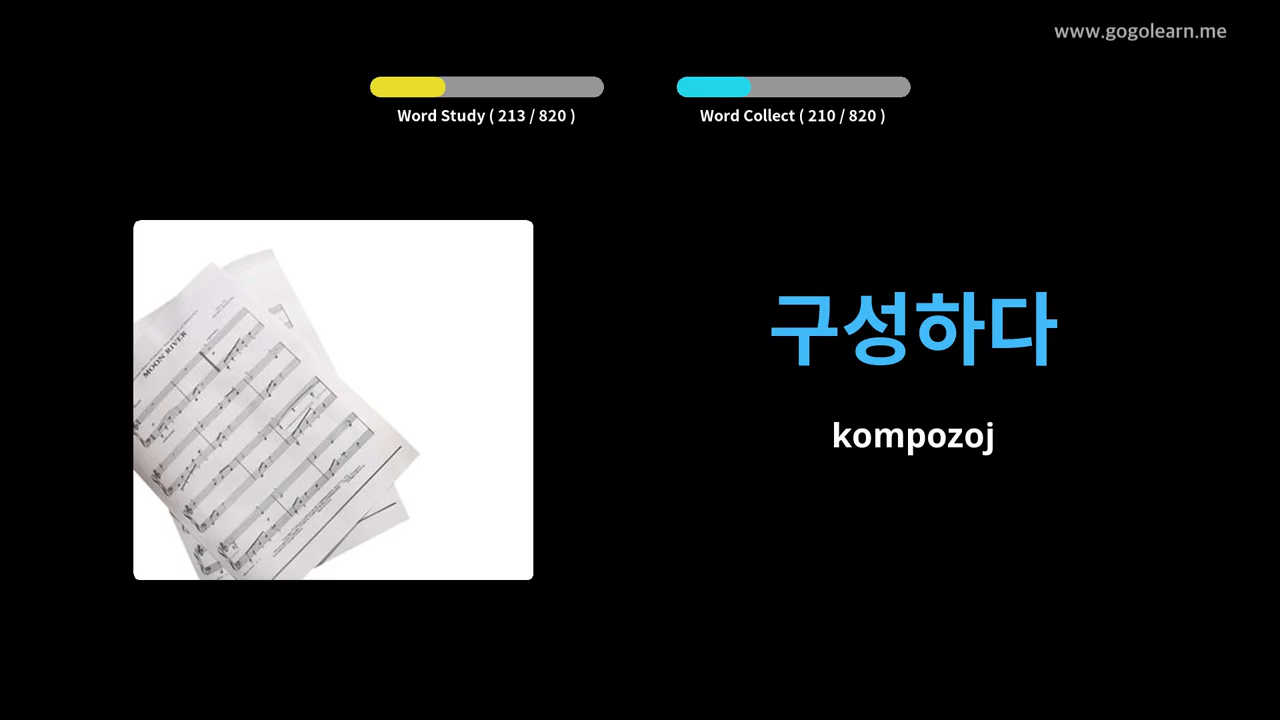 www.gogolearn.me
Word Study ( 213 / 820 )
Word Collect ( 210 / 820 )
MOON RIVER
구성하다
kompozoj